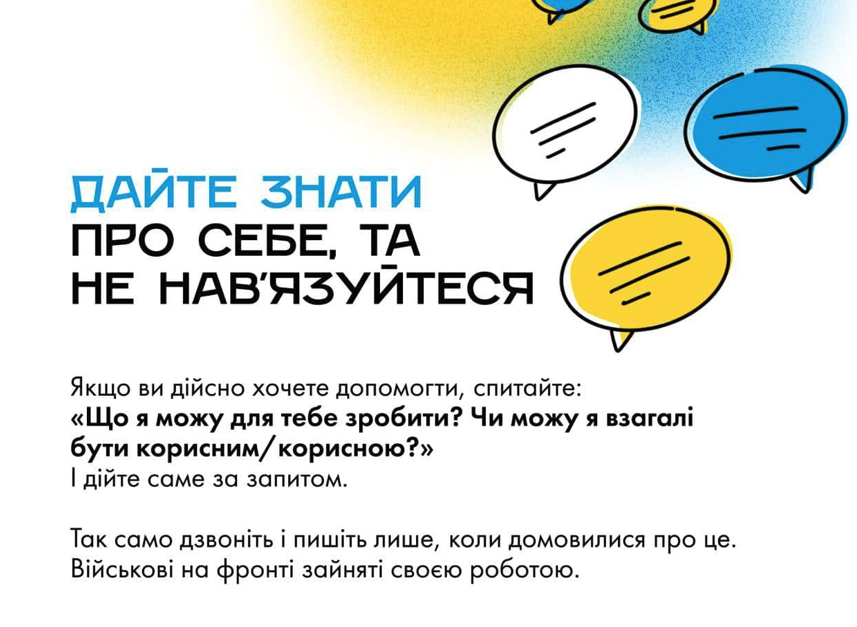 ДАЙТЕ ЗНАТИ
ПРО СЕБЕ, ТА
НЕ НАВ'ЯЗУЙТЕСЯ
Якщо ви дійсно хочете допомогти, спитайте:
«Що я можу для тебе зробити? Чи можу я взагалі
бути корисним/корисною?»
І дійте саме за запитом.
Так само дзвоніть і пишіть лише, коли домовилися про це.
Військові на фронті зайняті своєю роботою.